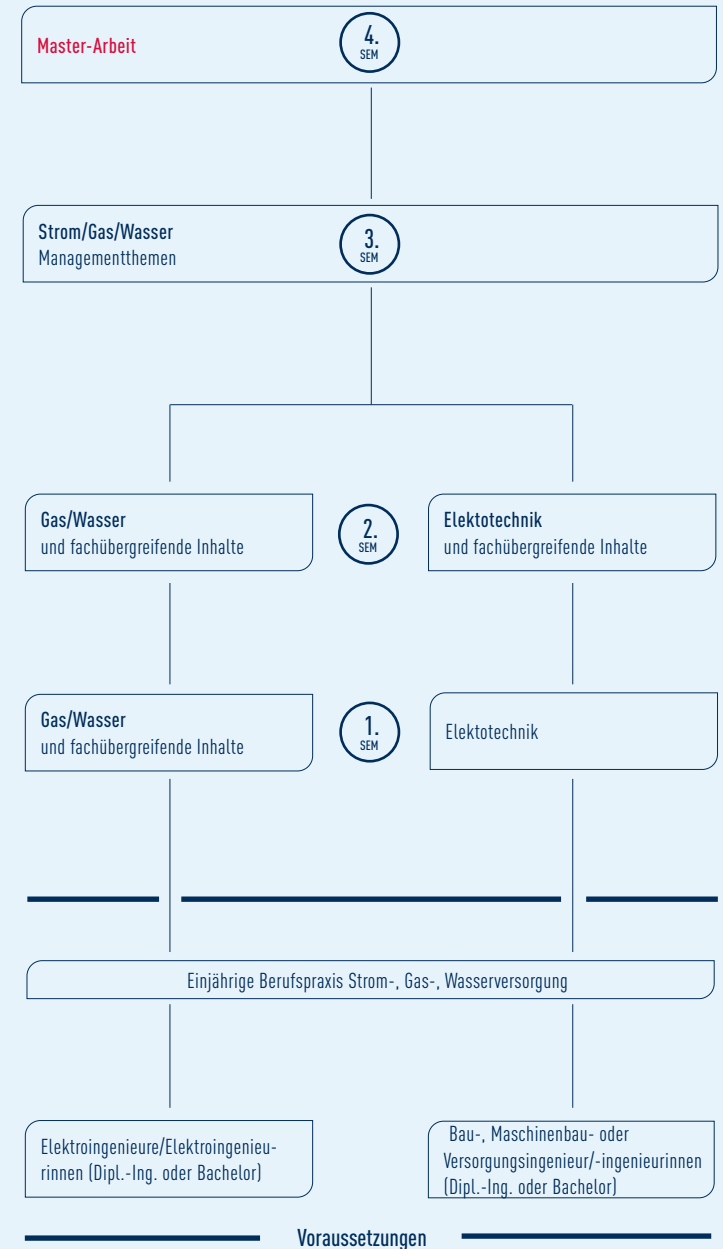 Master-Arbeit
4.
SEM
Strom/Gas/Wasser
Managementthemen
3.
SEM
Gas/Wasser
und fachübergreifende Inhalte
2.
SEM
Elektotechnik
und fachübergreifende Inhalte
Gas/Wasser
und fachübergreifende Inhalte
1.
SEM
Elektotechnik
Einjährige Berufspraxis Strom-, Gas-, Wasserversorgung
Elektroingenieure/Elektroingenieu-
rinnen (Dipl.-Ing. oder Bachelor)
Bau-, Maschinenbau- oder
Versorgungsingenieur/-ingenieurinnen
(Dipl.-Ing. oder Bachelor)
Voraussetzungen